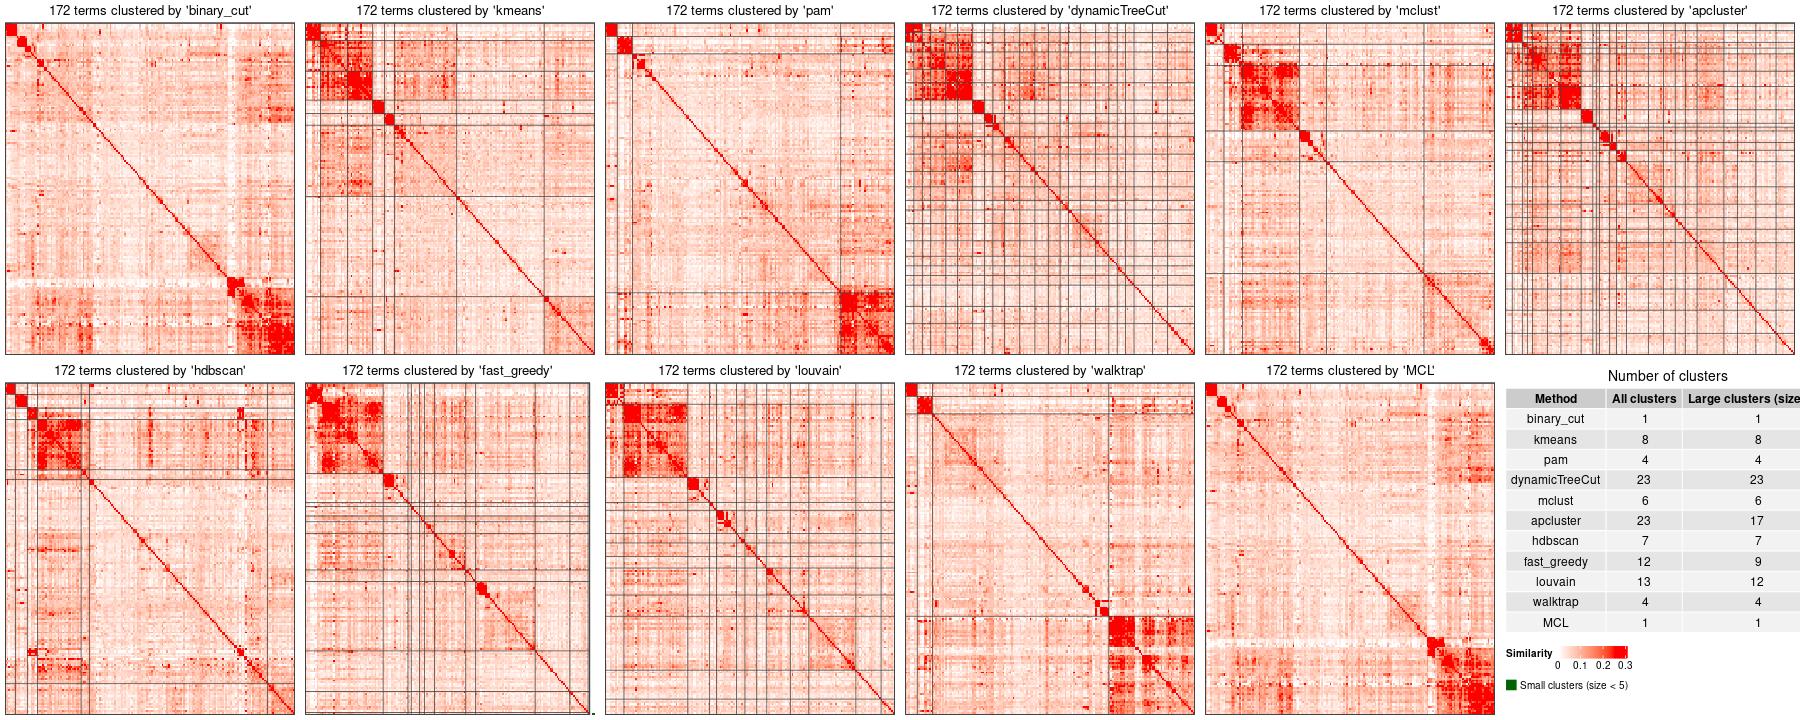 172 terms clustered by 'binary_cut'
172 terms clustered by 'kmeans'
172 terms clustered by 'pam'
172 terms clustered by 'dynamicTreeCut'
172 terms clustered by 'mclust'
172 terms clustered by 'apcluster'
172 terms clustered by 'hdbscan'
172 terms clustered by 'fast_greedy'
172 terms clustered by 'louvain'
172 terms clustered by 'walktrap'
172 terms clustered by 'MCL'
Number of clusters
Method All clusters Large clusters (size
binary_cut 1 1
kmeans 8 8
pam 4 4
dynamicTreeCut 23 23
mclust 6 6
apcluster 23 17
hdbscan 7 7
fast_greedy 12 9
louvain 13 12
walktrap 4 4
MCL 1 1
Similarity
0 0.1 0.2 0.3
Small clusters (size < 5)